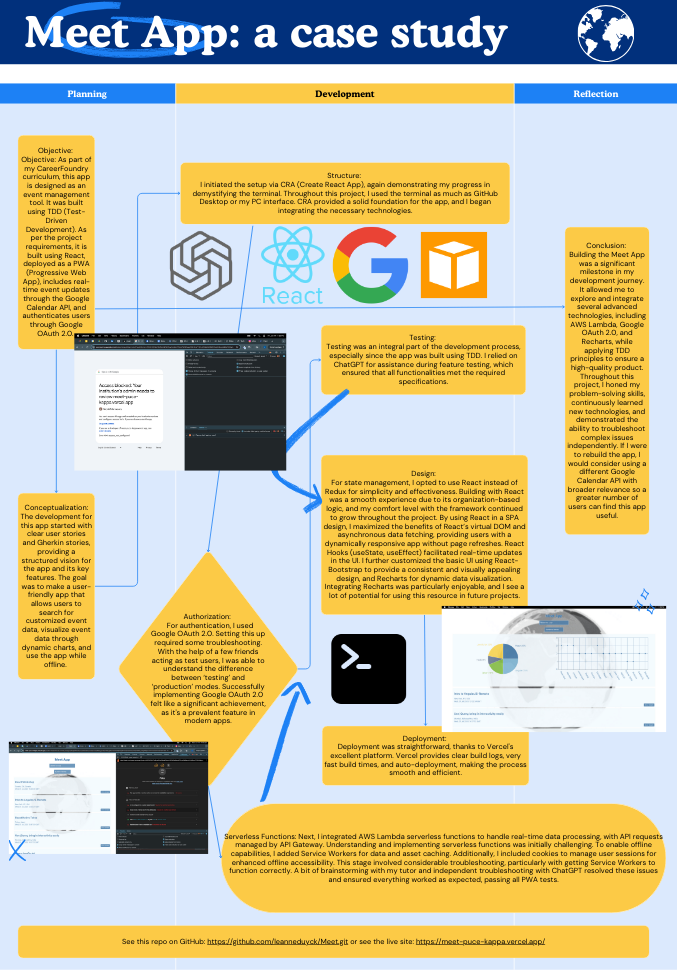 Meet App: a case study
Planning
Development
Reflection
Objective:
Objective: As part of
my CareerFoundry
curriculum, this app
is designed as an
event management
tool. It was built
using TDD (Test-
Driven
Development). As
per the project
requirements, it is
built using React,
deployed as a PWA
(Progressive Web
App), includes real-
time event updates
through the Google
Calendar API, and
authenticates users
through Google
OAuth 2.0.
Structure:
I initiated the setup via CRA (Create React App), again demonstrating my progress in
demystifying the terminal. Throughout this project, I used the terminal as much as GitHub
Desktop or my PC interface. CRA provided a solid foundation for the app, and I began
integrating the necessary technologies.
React
Access blocked: Your
institution's admin needs to
review meet-puce-
kappa.vercel.app
Testing:
Testing was an integral part of the development process,
especially since the app was built using TDD. I relied on
ChatGPT for assistance during feature testing, which
ensured that all functionalities met the required
specifications.
Conclusion:
Building the Meet App
was a significant
milestone in my
development journey.
It allowed me to
explore and integrate
several advanced
technologies, including
AWS Lambda, Google
OAuth 2.0, and
Recharts, while
applying TDD
principles to ensure a
high-quality product.
Throughout this
project, I honed my
problem-solving skills,
continuously learned
new technologies, and
demonstrated the
ability to troubleshoot
complex issues
independently. If I were
to rebuild the app, I
would consider using a
different Google
Calendar API with
broader relevance so a
greater number of
users can find this app
useful.
Conceptualization:
The development for
this app started with
clear user stories
and Gherkin stories,
providing a
structured vision for
the app and its key
features. The goal
was to make a user-
friendly app that
allows users to
search for
customized event
data, visualize event
data through
dynamic charts, and
use the app while
offline.
Design:
For state management, I opted to use React instead of
Redux for simplicity and effectiveness. Building with React
was a smooth experience due to its organization-based
logic, and my comfort level with the framework continued
to grow throughout the project. By using React in a SPA
design, I maximized the benefits of React's virtual DOM and
asynchronous data fetching, providing users with a
dynamically responsive app without page refreshes. React
Hooks (useState, useEffect) facilitated real-time updates
in the UI. I further customized the basic UI using React-
Bootstrap to provide a consistent and visually appealing
design, and Recharts for dynamic data visualization.
Integrating Recharts was particularly enjoyable, and I see a
lot of potential for using this resource in future projects.
Authorization:
For authentication, I used
Google OAuth 2.0. Setting this up
required some troubleshooting.
With the help of a few friends
acting as test users, I was able to
understand the difference
between 'testing' and
'production' modes. Successfully
implementing Google OAuth 2.0
felt like a significant achievement,
as it's a prevalent feature in
modern apps.
Deployment:
Deployment was straightforward, thanks to Vercel's
excellent platform. Vercel provides clear build logs, very
fast build times, and auto-deployment, making the process
smooth and efficient.
Meet App
Serverless Functions: Next, I integrated AWS Lambda serverless functions to handle real-time data processing, with API requests
managed by API Gateway. Understanding and implementing serverless functions was initially challenging. To enable offline
capabilities, I added Service Workers for data and asset caching. Additionally, I included cookies to manage user sessions for
enhanced offline accessibility. This stage involved considerable troubleshooting, particularly with getting Service Workers to
function correctly. A bit of brainstorming with my tutor and independent troubleshooting with ChatGPT resolved these issues
and ensured everything worked as expected, passing all PWA tests.
See this repo on GitHub: https://github.com/leanneduyck/Meet.git or see the live site: https://meet-puce-kappa.vercel.app/